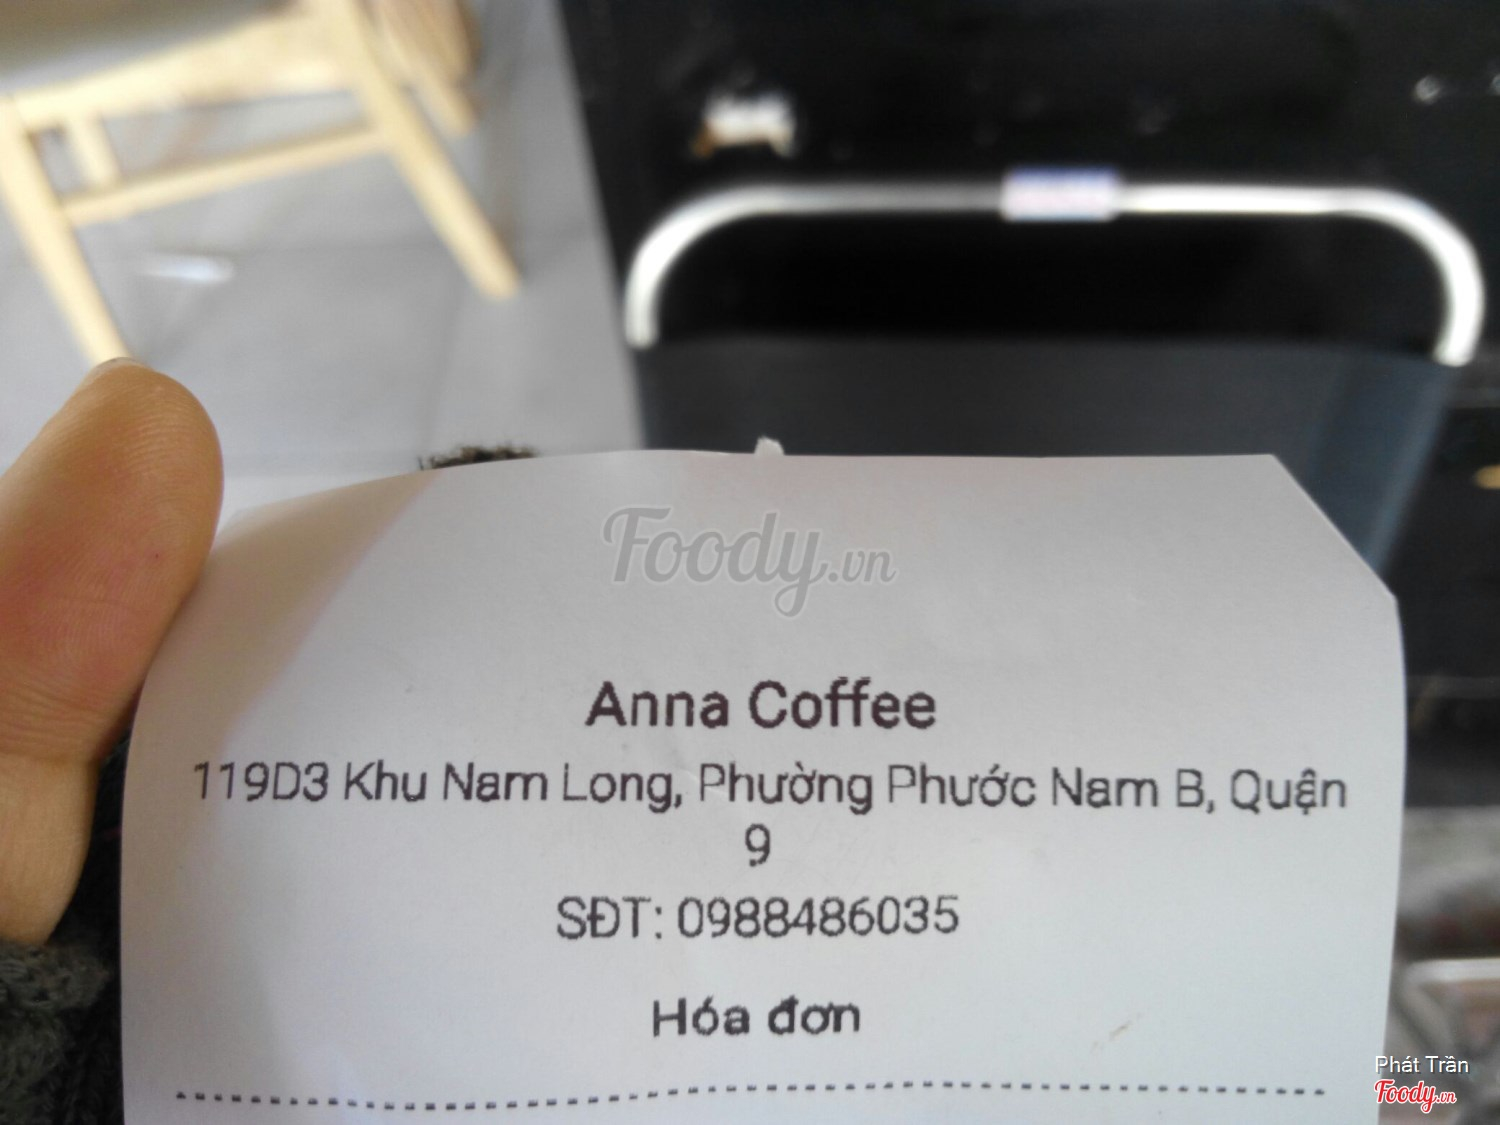 Foody.vn
Anna Coffee
119D3 Khu Nam Long, Phường Phước Nam B, Quận
9
SĐT: 0988486035
Hóa đơn
Phát Trần
Foody.vn